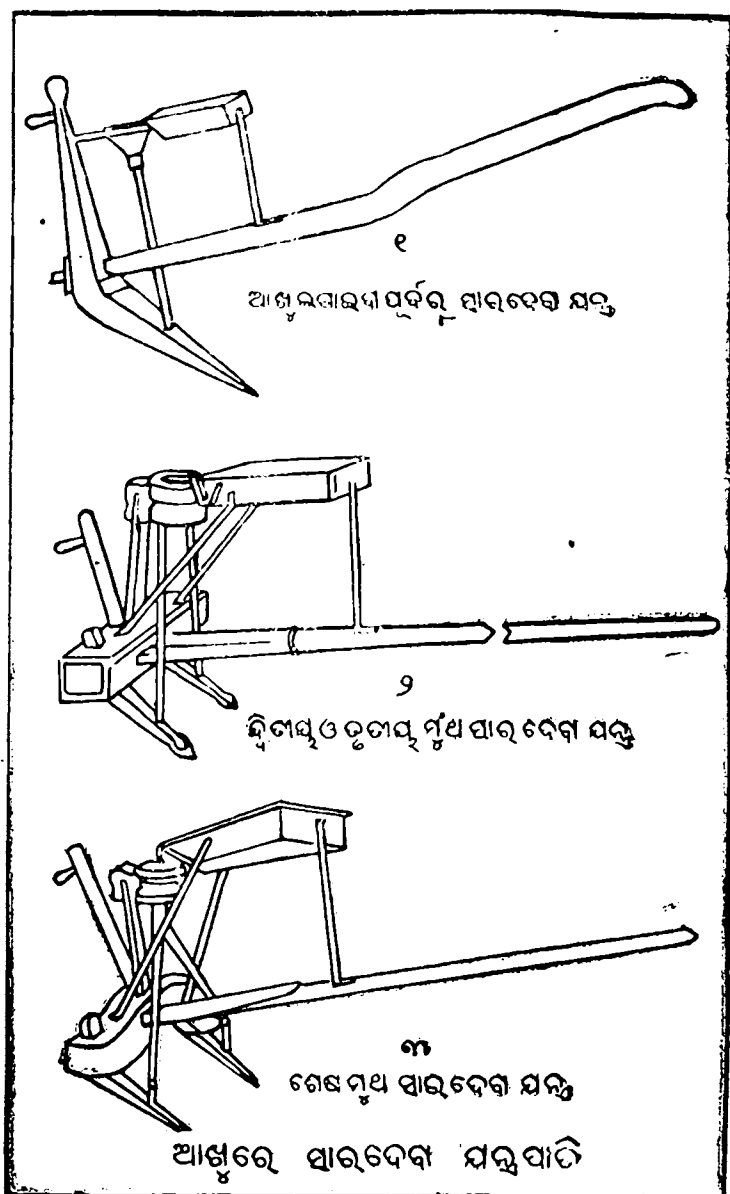 ୧
ଆଖୁ ଲଗାଇବା ପୂର୍ବରୁ ସାର ଦେବା ଯନ୍ତ୍ର
୨
ଦ୍ୱିତୀୟ ଓ ତୃତୀୟ ମୁଁଥ ସାର ଦେବା ଯନ୍ତ୍ର
୩
ଶେଷ ମୁଥ ସାର ଦେବା ଯନ୍ତ୍ର
ଆଖୁରେ ସାରଦେବା ଯନ୍ତ୍ରପାତି